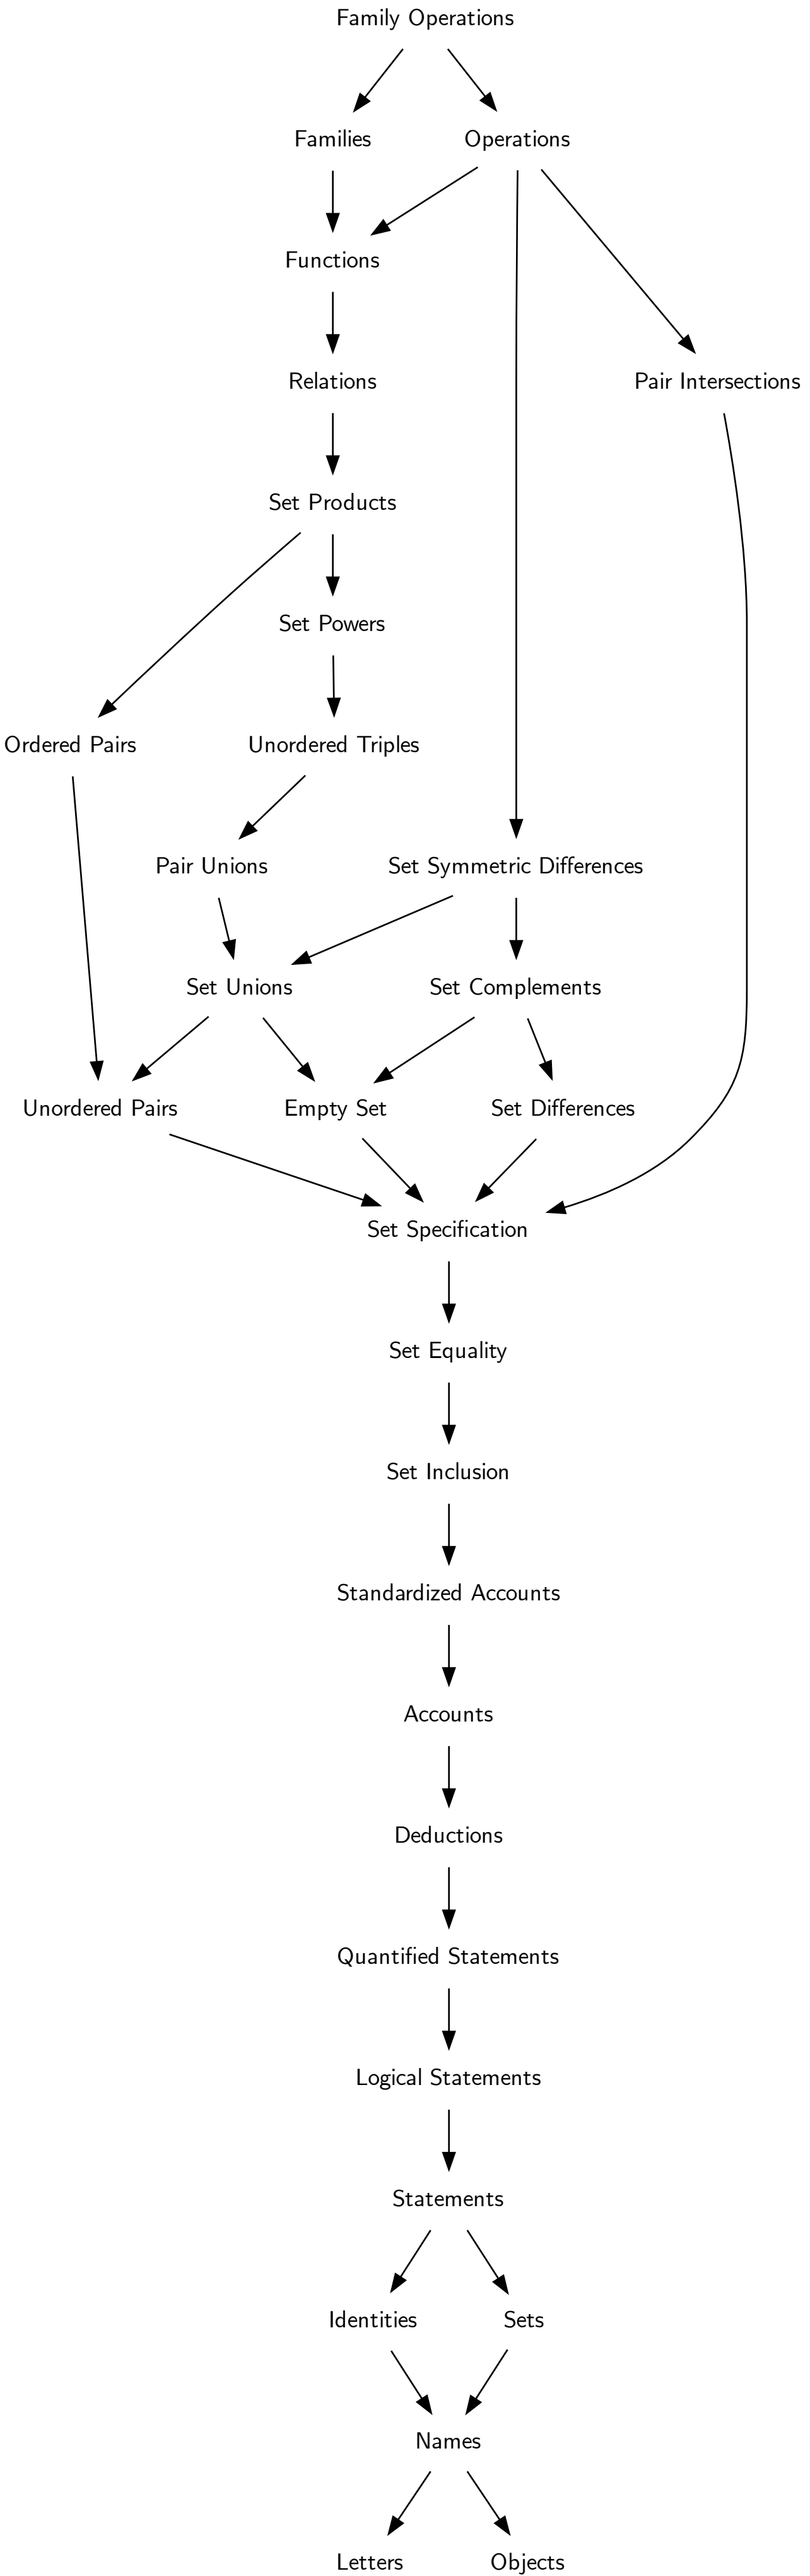 Family Operations
Families
Operations
Functions
Relations
Pair Intersections
Set Products
Set Powers
Ordered Pairs
Unordered Triples
Pair Unions
Set Symmetric Differences
Set Unions
Set Complements
Unordered Pairs
Empty Set
Set Differences
Set Specification
Set Equality
Set Inclusion
Standardized Accounts
Accounts
Deductions
Quantified Statements
Logical Statements
Statements
Identities
Sets
Names
Letters
Objects